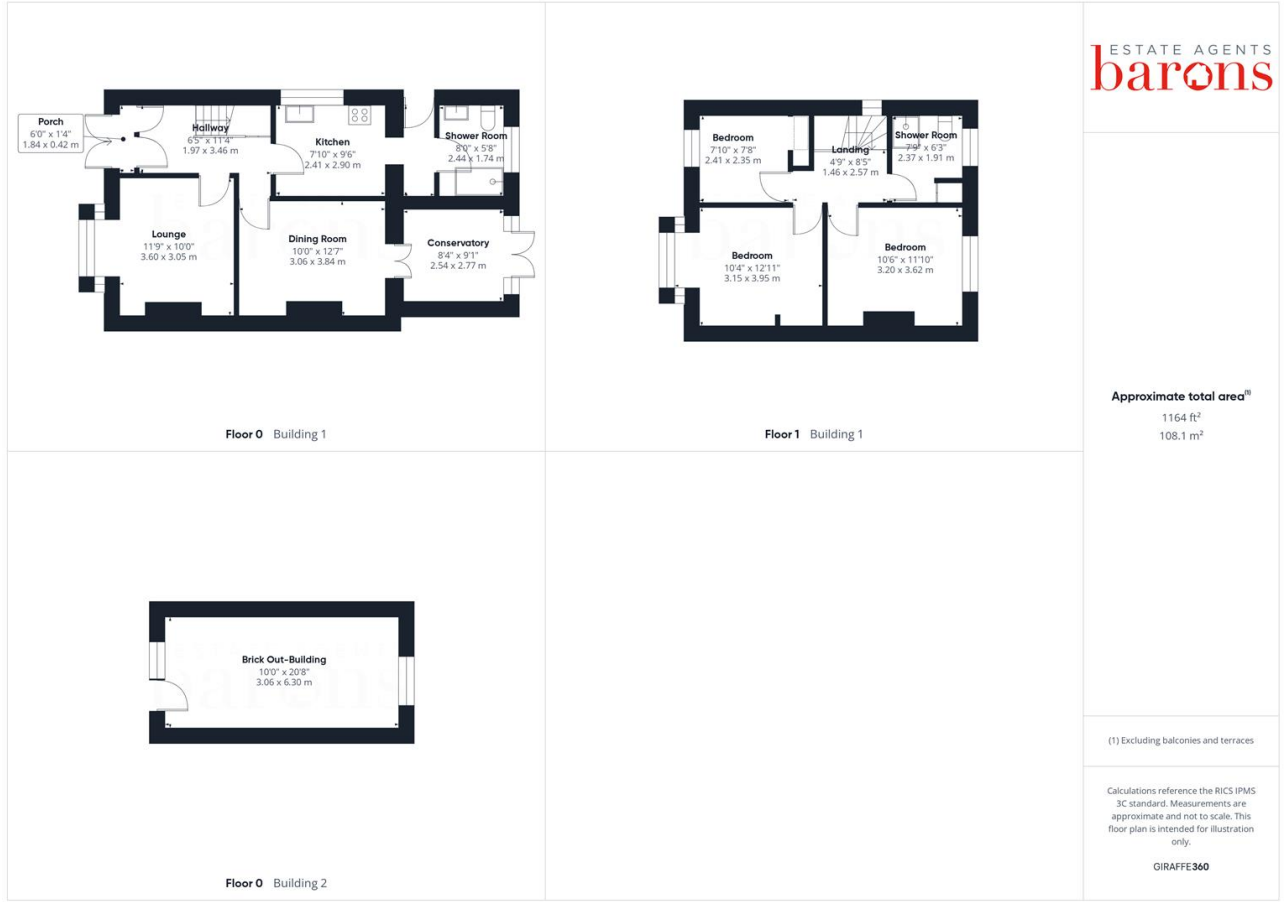 Porch
6'0" x 1'4"
1.84 x 0.42 m
Hallway
6'5" x 11'4"
1.97 x 3.46 m
Kitchen
7'10" x 9'6"
2.41 x 2.90 m
Shower Room
8'0" x 5'8"
2.44 x 1.74 m
Lounge
11'9" x 10'0"
3.60 x 3.05 m
Dining Room
10'0" x 12'7"
3.06 x 3.84 m
Conservatory
8'4" x 9'1"
2.54 x 2.77 m
Floor 0 Building 1
Bedroom
7'10" x 7'8"
2.41 x 2.35 m
Landing
4'9" x 8'5"
1.46 x 2.57 m
Shower Room
7'9" x 6'3"
2.37 x 1.91 m
Bedroom
10'4" x 12'11"
3.15 x 3.95 m
Bedroom
10'6" x 11'10"
3.20 x 3.62 m
Floor 1 Building 1
Brick Out-Building
10'0" x 20'8"
3.06 x 6.30 m
Floor 0 Building 2
ESTATE AGENTS
barons
Approximate total area(1)
1164 ft²
108.1 m²
(1) Excluding balconies and terraces
Calculations reference the RICS IPMS
3C standard. Measurements are
approximate and not to scale. This
floor plan is intended for illustration
only.
GIRAFFE360